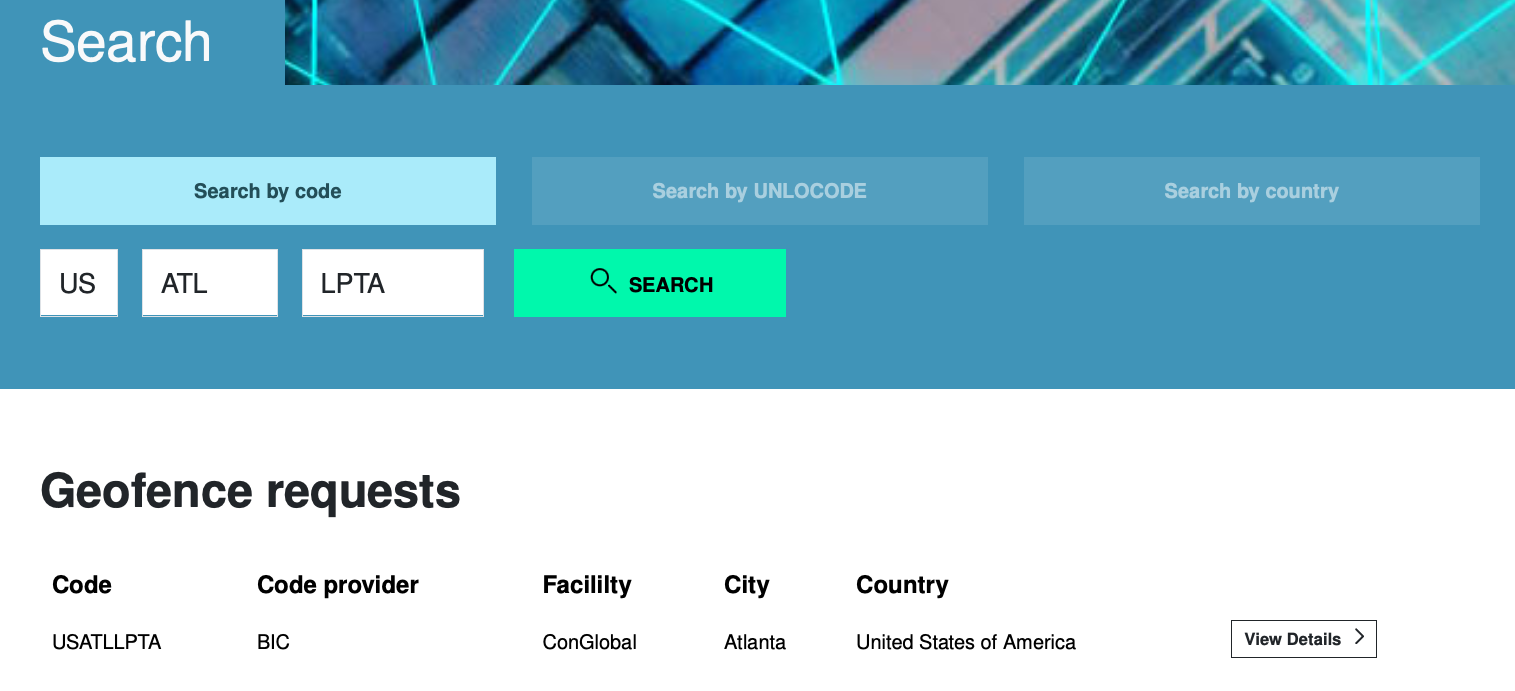 Search
Search by code
Search by UNLOCODE
Search by country
US
ATL
LPTA
SEARCH
Geofence requests
Code Code provider Facililty City Country
USATLLPTA BIC ConGlobal Atlanta United States of America View Details